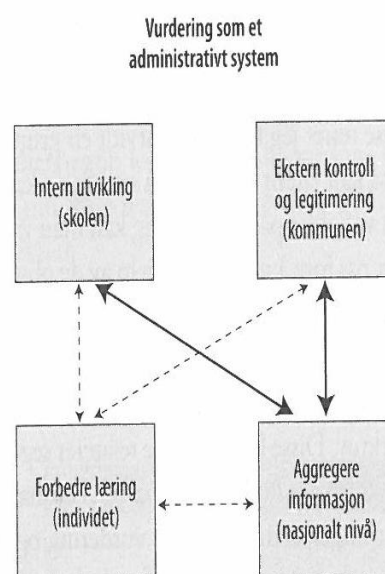 Vurdering som et
administrativt system
Intern utvikling
(skolen)
Ekstern kontroll
og legitimering
(kommunen)
Forbedre læring
(individet)
Aggregere
informasjon
(nasjonalt nivå)